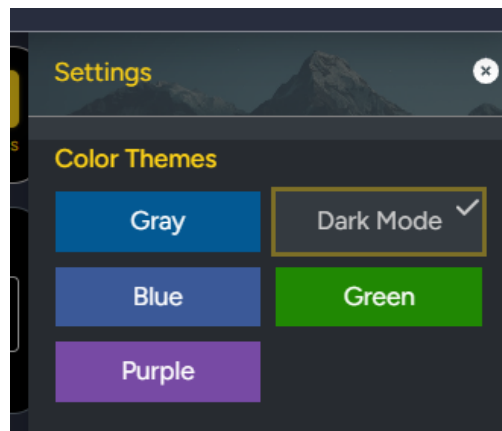 Settings
Color Themes
Gray
Dark Mode
Blue
Green
Purple